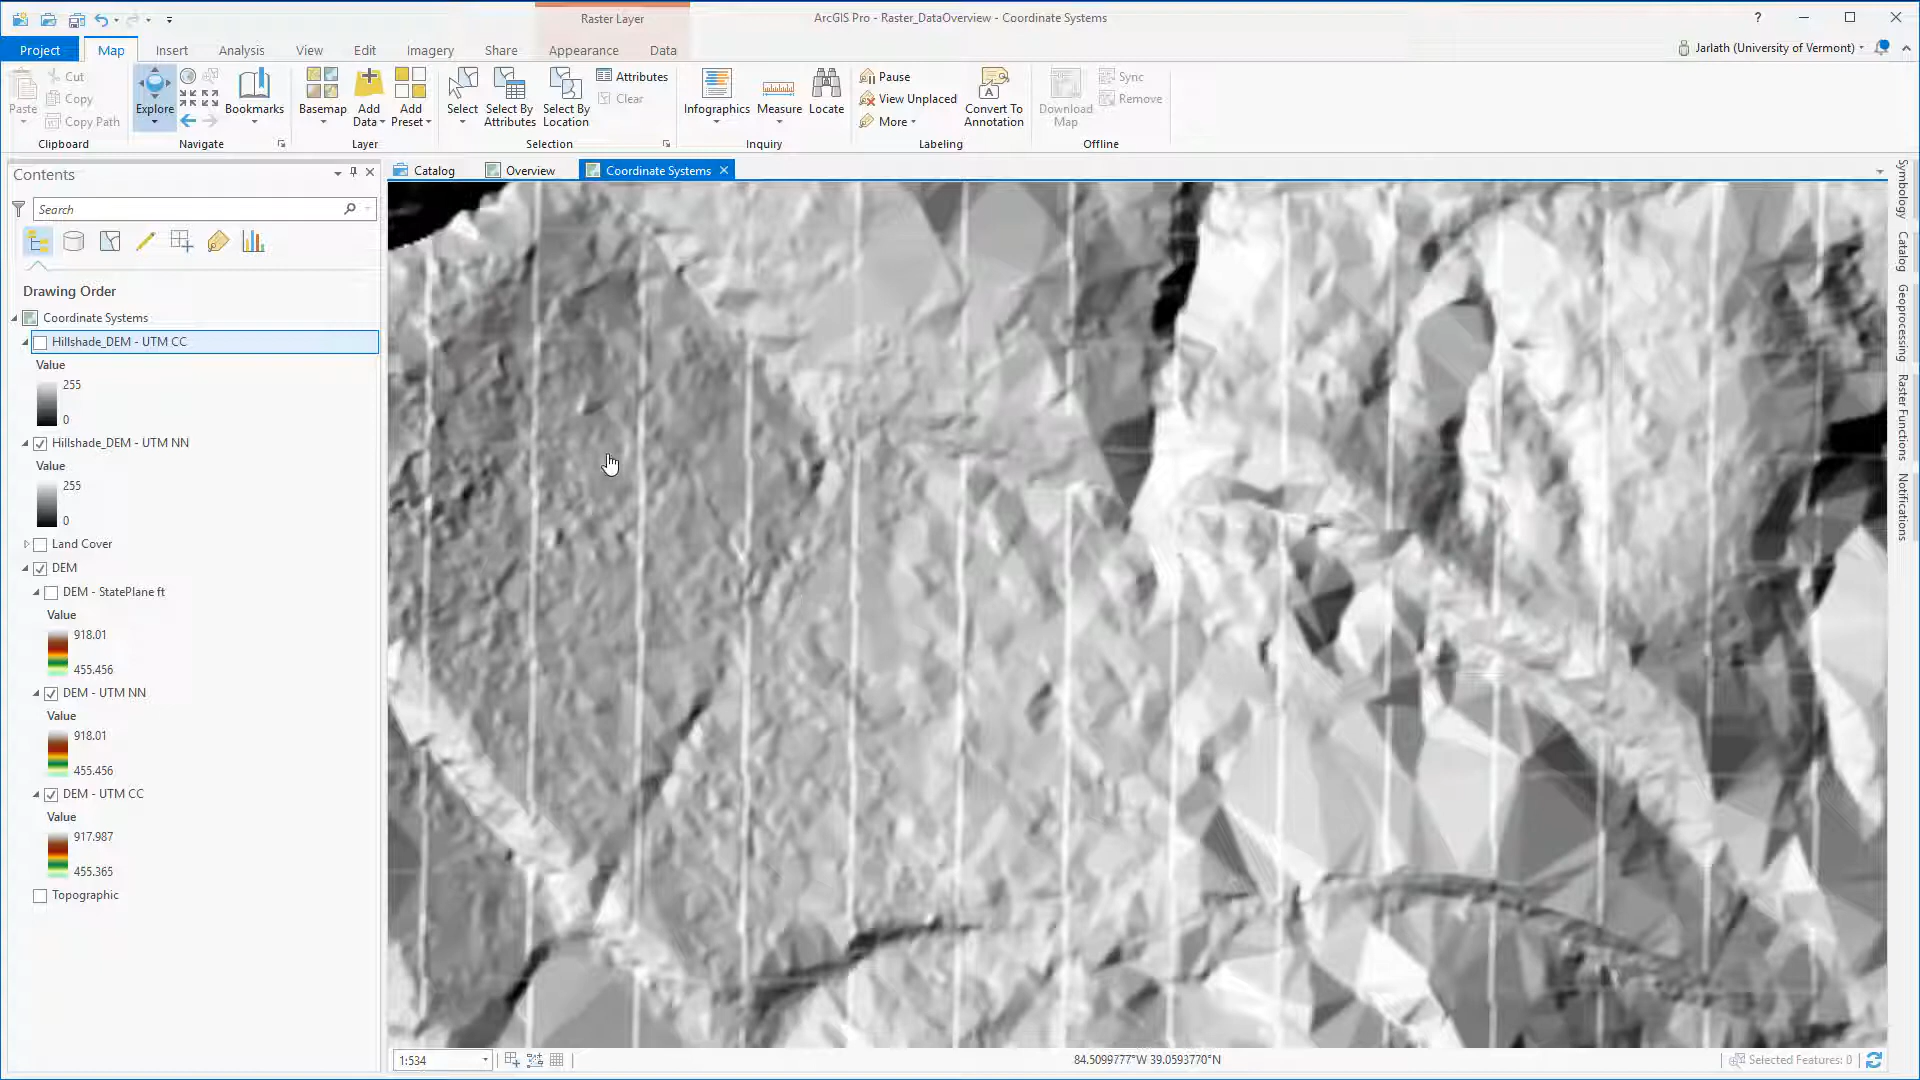 Raster Layer
ArcGIS Pro - Raster_DataOverview - Coordinate Systems
?
Project
Map
Insert
Analysis
View
Edit
Imagery
Share
Appearance
Data
Jarlath (University of Vermont)
Paste
Cut
Copy
Copy Path
Clipboard
Explore
Bookmarks
Navigate
Basemap
Add
Data
Add
Preset
Layer
Select
Select By
Attributes
Select By
Location
Attributes
Clear
Selection
Infographics
Measure
Locate
Inquiry
Pause
View Unplaced
More
Convert To
Annotation
Labeling
Download
Map
Sync
Remove
Offline
Contents
Search
Drawing Order
Coordinate Systems
Hillshade_DEM - UTM CC
Value
255
0
Hillshade_DEM - UTM NN
Value
255
0
Land Cover
DEM
DEM - StatePlane ft
Value
918.01
455.456
DEM - UTM NN
Value
918.01
455.456
DEM - UTM CC
Value
917.987
455.365
Topographic
Catalog
Overview
Coordinate Systems
Symbology
Catalog
Geoprocessing
Raster Functions
Notifications
1:534
84.5099777°W 39.0593770°N
Selected Features: 0